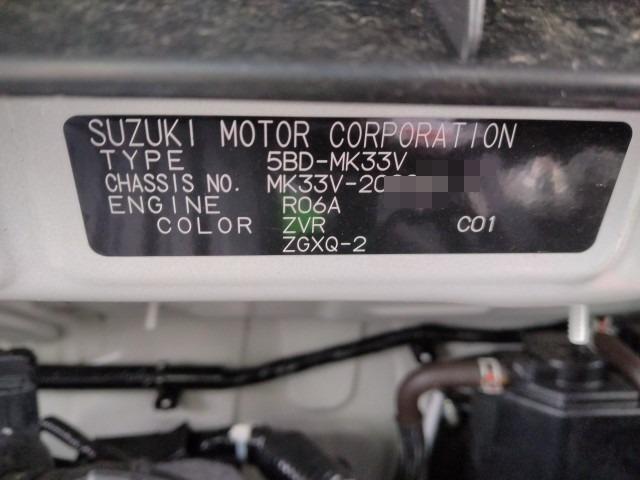 SUZUKI MOTOR CORPORATION
TYPE 5BD-MK33V
CHASSIS NO. MK33V-20
ENGINE R06A
COLOR ZVR C01
ZGXQ-2